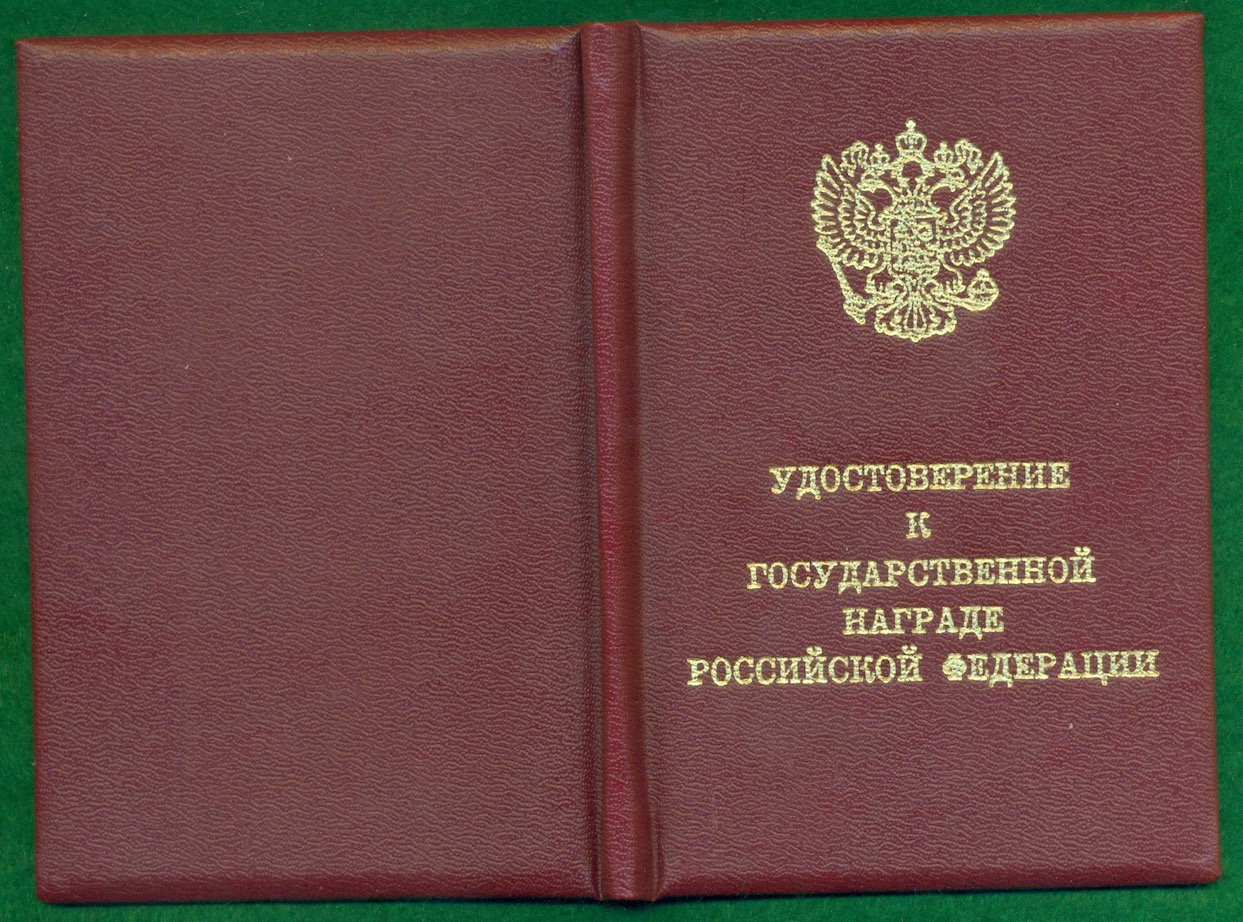 УДОСТОВЕРЕНИЕ
К
ГОСУДАРСТВЕННОЙ
НАГРАДЕ
РОССИЙСКОЙ ФЕДЕРАЦИИ